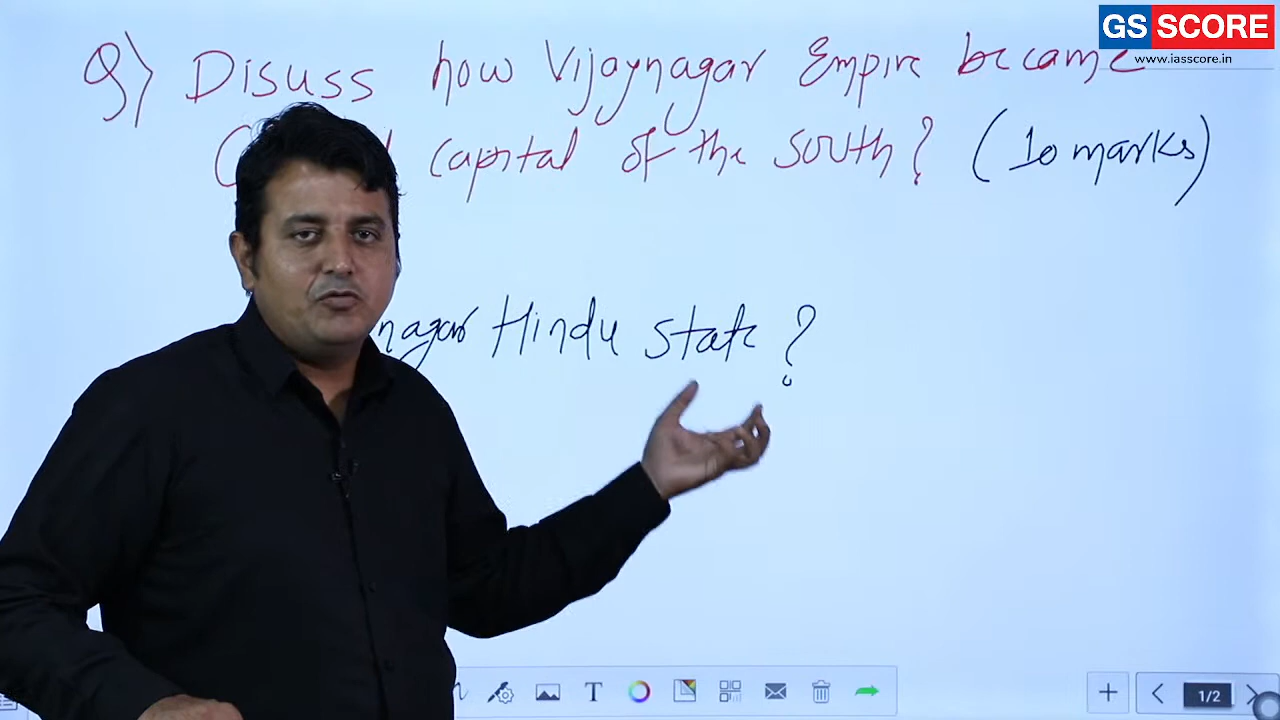 GS SCORE
www.iasscore.in
Q) Disuss how Vijaynagar Empire became
capital of the south? (10 marks)
nagar Hindu State ?
T
1/2